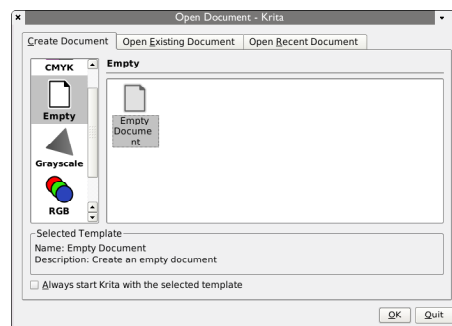 Open Document - Krita
Create Document
Open Existing Document
Open Recent Document
CMYK
Empty
Grayscale
RGB
Empty
Empty
Docume
nt
Selected Template
Name: Empty Document
Description: Create an empty document
Always start Krita with the selected template
OK
Quit